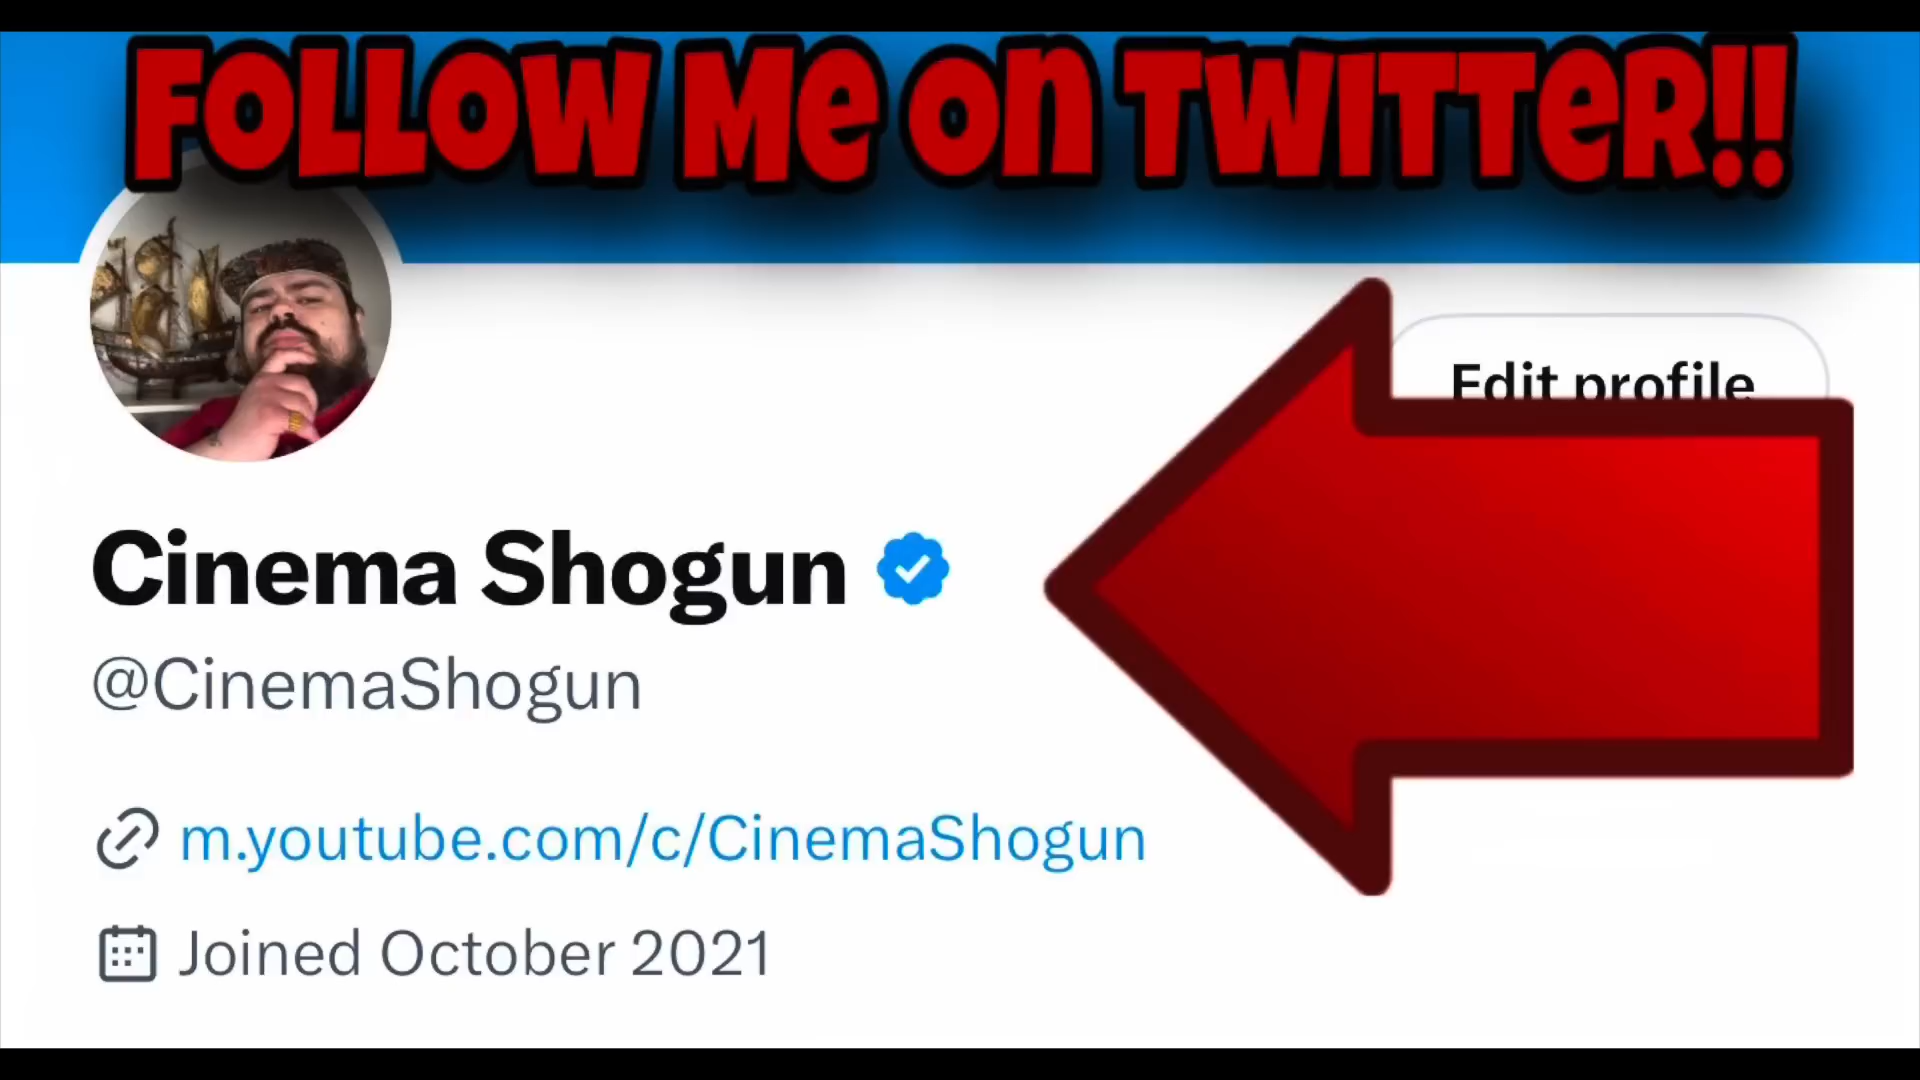 FOLLOW Me on TWITTeR!!
Edit profile
Cinema Shogun
@CinemaShogun
m.youtube.com/c/CinemaShogun
Joined October 2021